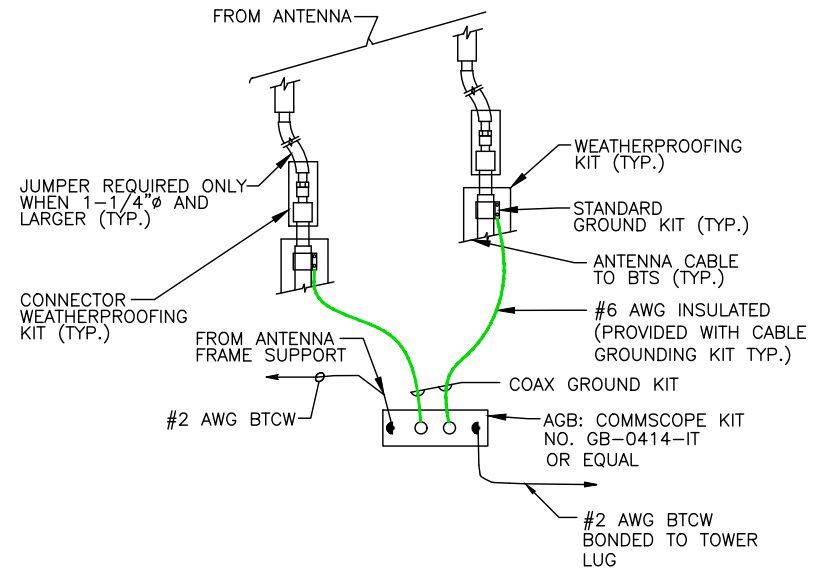 FROM ANTENNA
WEATHERPROOFING
KIT (TYP.)
JUMPER REQUIRED ONLY
WHEN 1-1/4"ø AND
LARGER (TYP.)
STANDARD
GROUND KIT (TYP.)
ANTENNA CABLE
TO BTS (TYP.)
CONNECTOR
WEATHERPROOFING
KIT (TYP.)
#6 AWG INSULATED
(PROVIDED WITH CABLE
GROUNDING KIT TYP.)
FROM ANTENNA
FRAME SUPPORT
COAX GROUND KIT
#2 AWG BTCW
AGB: COMMSCOPE KIT
NO. GB-0414-IT
OR EQUAL
#2 AWG BTCW
BONDED TO TOWER
LUG